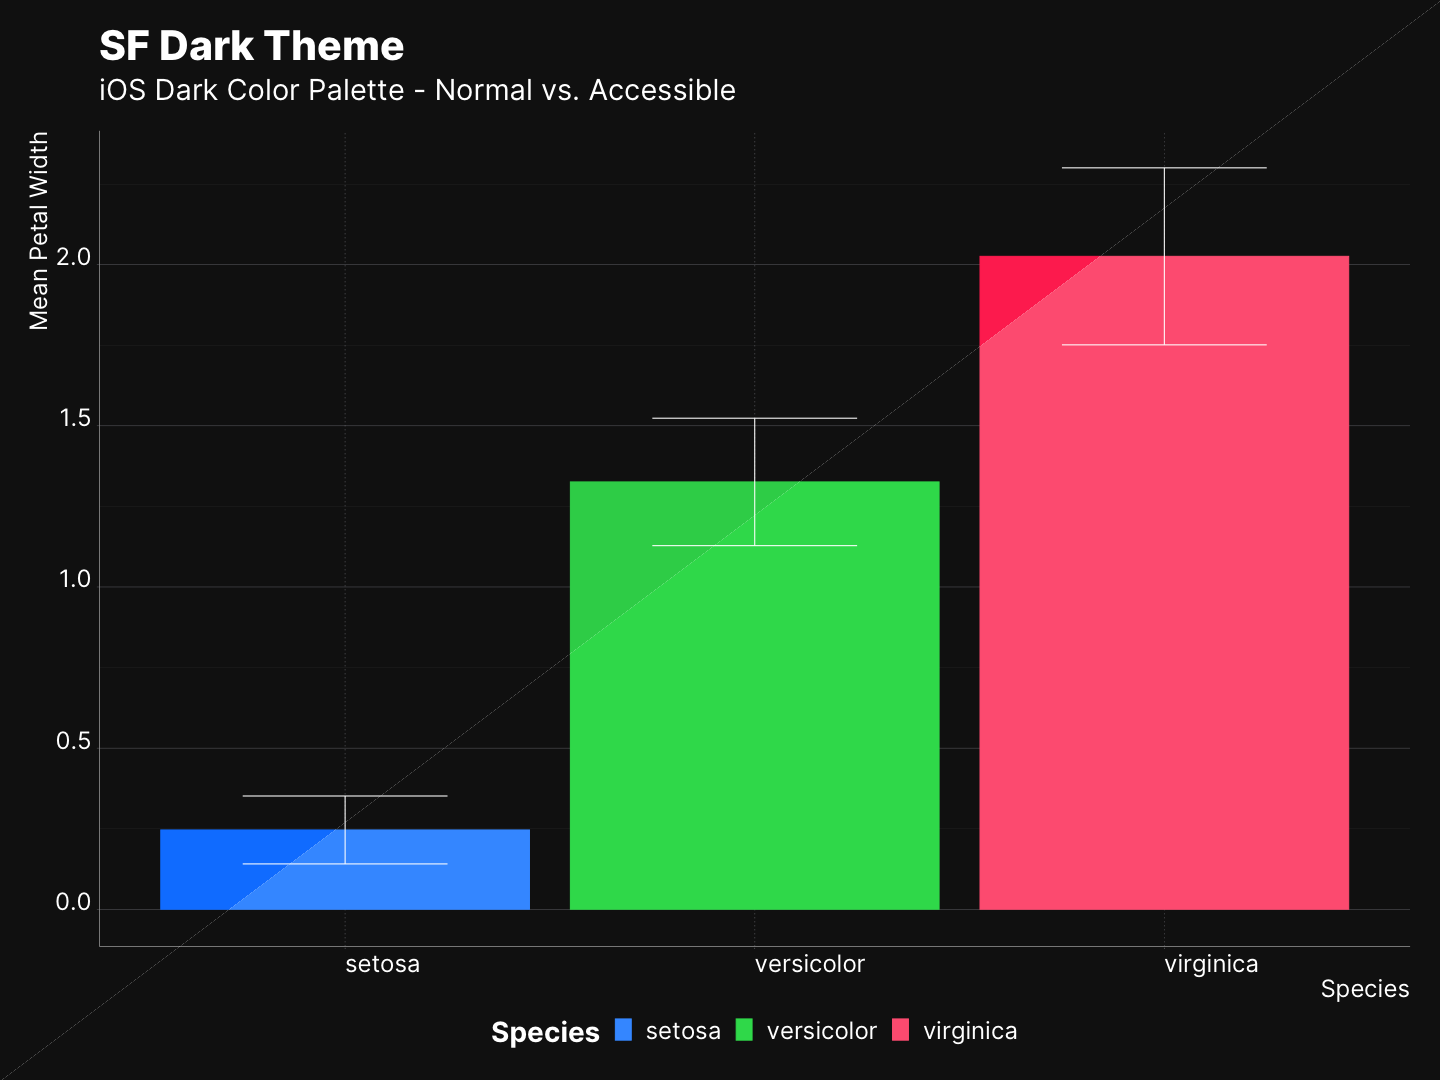 SF Dark Theme
iOS Dark Color Palette - Normal vs. Accessible
Mean Petal Width
2.0
1.5
1.0
0.5
0.0
setosa versicolor virginica
Species
Species setosa versicolor virginica